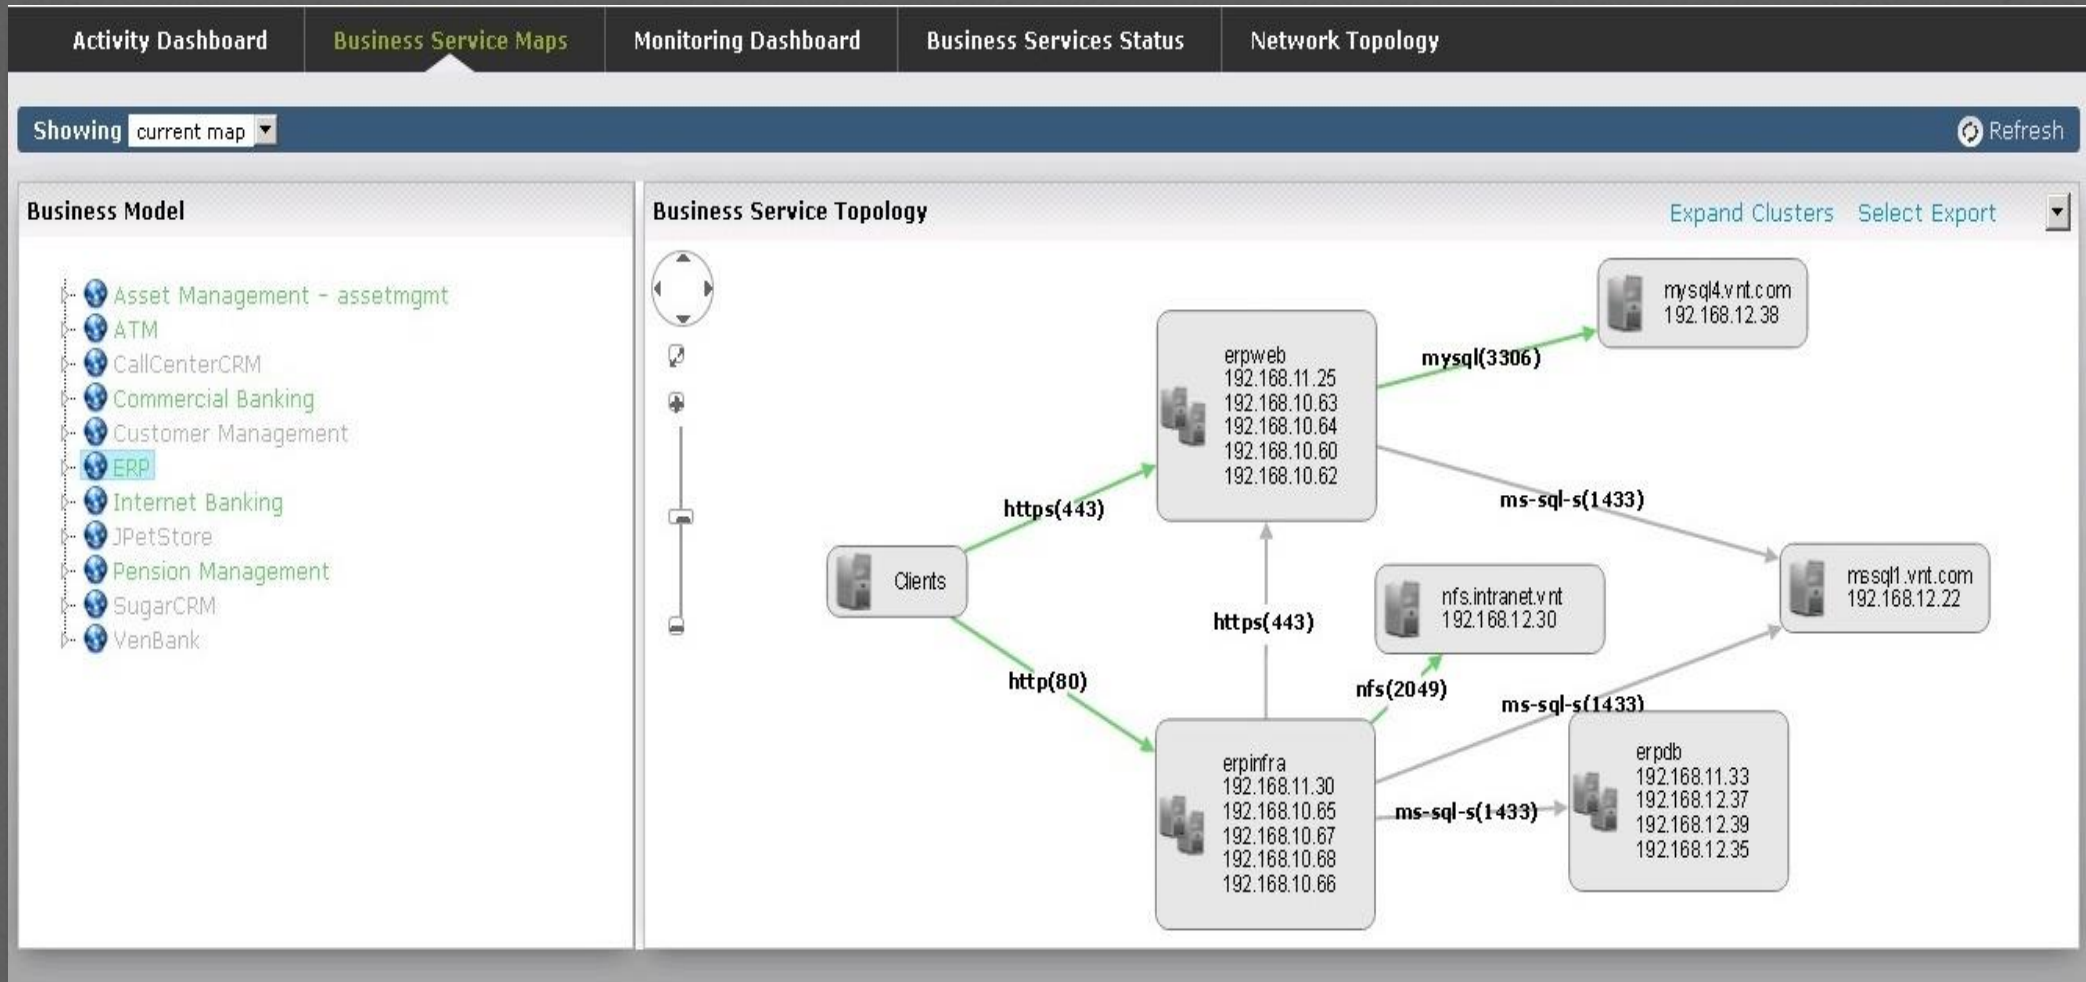 Activity Dashboard
Business Service Maps
Monitoring Dashboard
Business Services Status
Network Topology
Showing current map
Refresh
Business Model
Asset Management - assetmgmt
ATM
CallCenterCRM
Commercial Banking
Customer Management
ERP
Internet Banking
JPetStore
Pension Management
SugarCRM
VenBank
Business Service Topology
Expand Clusters
Select Export
mysql4.vnt.com
192.168.12.38
erpweb
192.168.11.25
192.168.10.63
192.168.10.64
192.168.10.60
192.168.10.62
mysql(3306)
ms-sql-s(1433)
https(443)
Clients
mssql1.vnt.com
192.168.12.22
nfs.intranet.vnt
192.168.12.30
https(443)
http(80)
nfs(2049)
ms-sql-s(1433)
erpinfra
192.168.11.30
192.168.10.65
192.168.10.67
192.168.10.68
192.168.10.66
ms-sql-s(1433)
erpdb
192.168.11.33
192.168.12.37
192.168.12.39
192.168.12.35